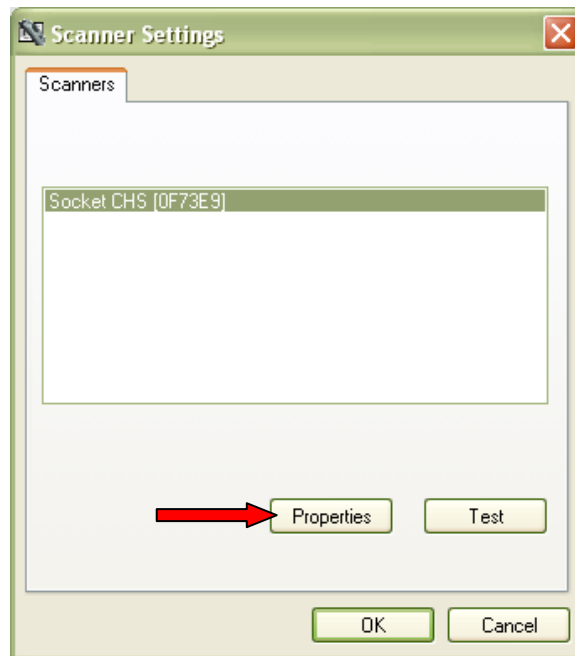 Scanner Settings
Scanners
Socket CHS [0F73E9]
Properties Test
OK Cancel